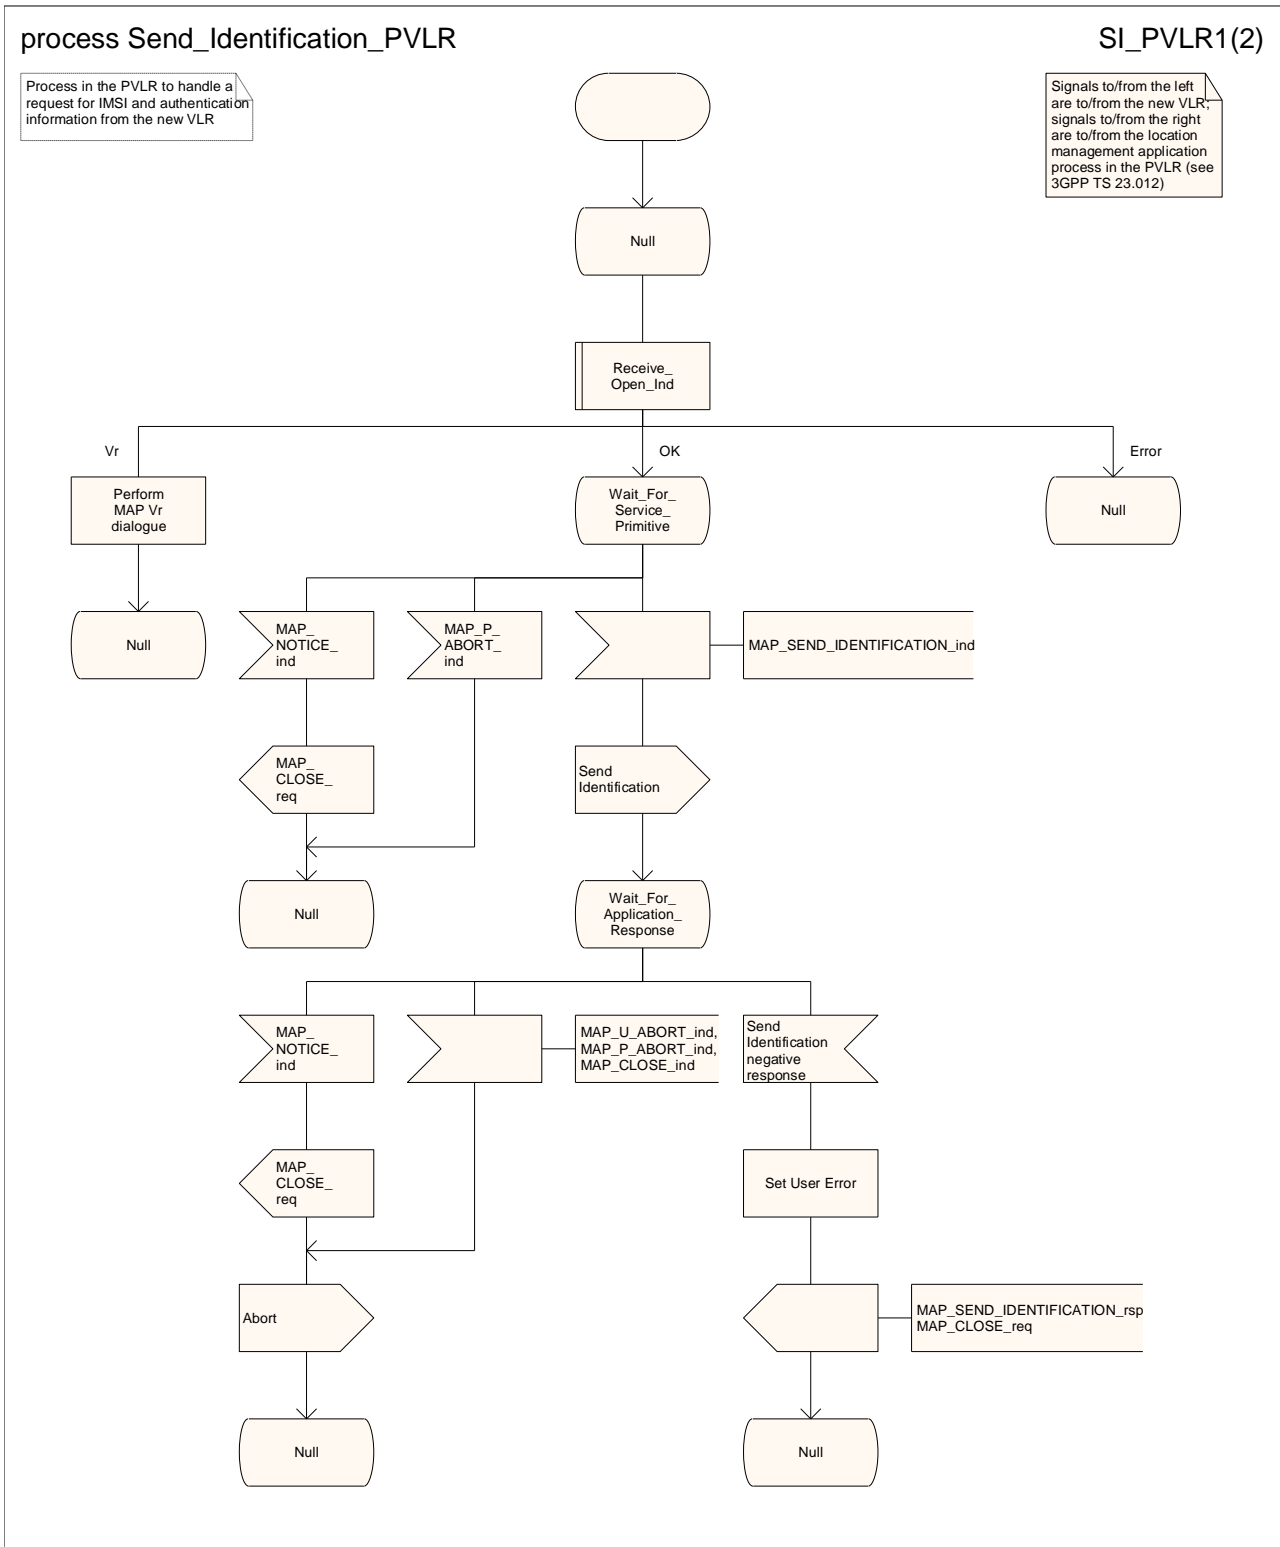 process Send_Identification_PVLR
SI_PVLR1(2)
Process in the PVLR to handle a
request for IMSI and authentication
information from the new VLR
Signals to/from the left
are to/from the new VLR;
signals to/from the right
are to/from the location
management application
process in the PVLR (see
3GPP TS 23.012)
Null
Receive_
Open_Ind
Vr
OK
Error
Perform
MAP Vr
dialogue
Wait_For_
Service_
Primitive
Null
Null
MAP_
NOTICE_
ind
MAP_P_
ABORT_
ind
MAP_SEND_IDENTIFICATION_ind
MAP_
CLOSE_
req
Send
Identification
Null
Wait_For_
Application_
Response
MAP_
NOTICE_
ind
MAP_U_ABORT_ind,
MAP_P_ABORT_ind,
MAP_CLOSE_ind
Send
Identification
negative
response
MAP_
CLOSE_
req
Set User Error
Abort
MAP_SEND_IDENTIFICATION_rsp
MAP_CLOSE_req
Null
Null